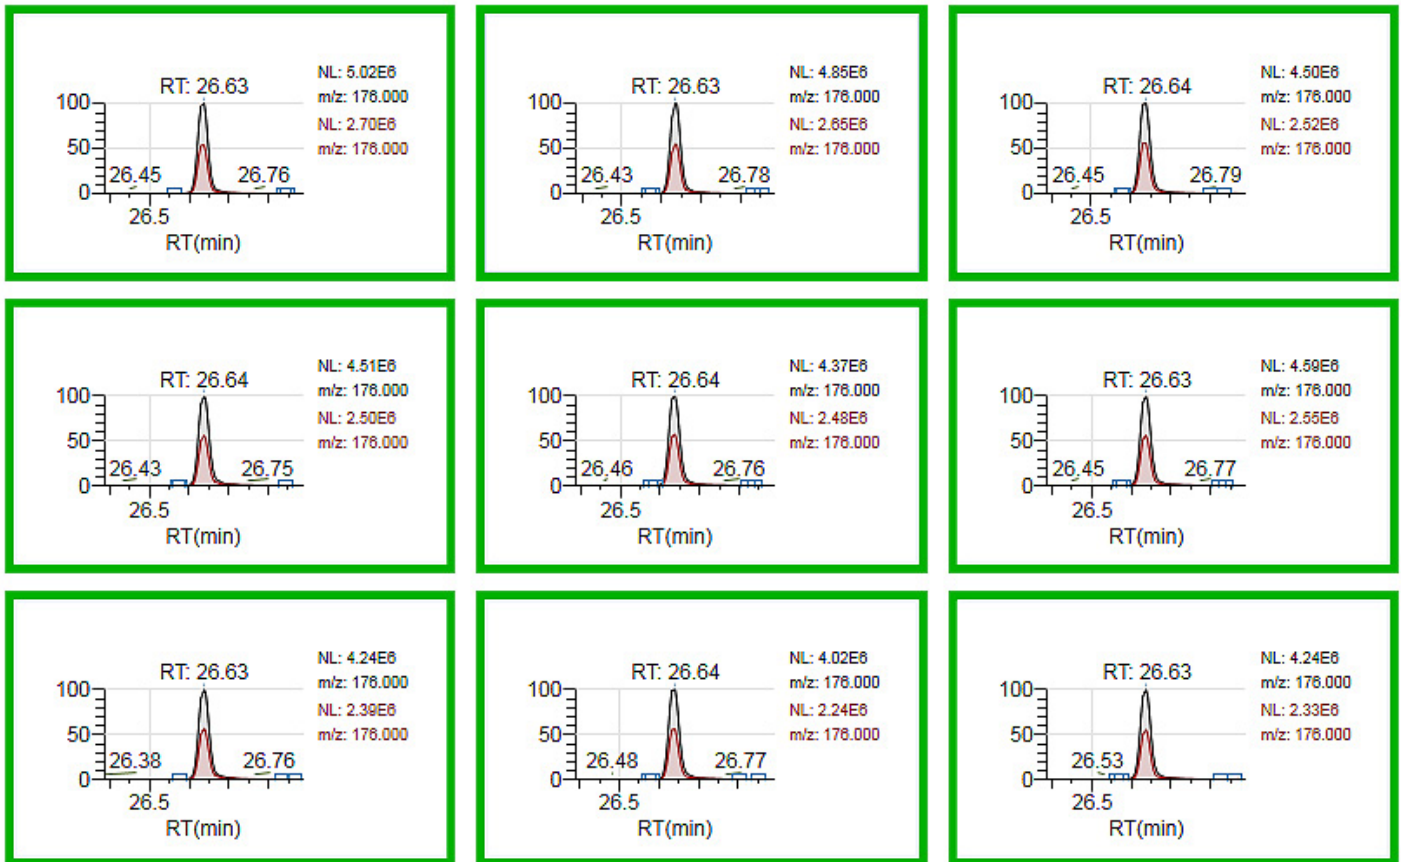 RT: 26.63
NL: 5.02E6
m/z: 176.000
NL: 2.70E6
m/z: 176.000
100
50
0
26.45
26.76
26.5
RT(min)
RT: 26.63
NL: 4.85E6
m/z: 176.000
NL: 2.65E6
m/z: 176.000
100
50
0
26.43
26.78
26.5
RT(min)
RT: 26.64
NL: 4.50E6
m/z: 176.000
NL: 2.52E6
m/z: 176.000
100
50
0
26.45
26.79
26.5
RT(min)
RT: 26.64
NL: 4.51E6
m/z: 176.000
NL: 2.50E6
m/z: 176.000
100
50
0
26.43
26.75
26.5
RT(min)
RT: 26.64
NL: 4.37E6
m/z: 176.000
NL: 2.48E6
m/z: 176.000
100
50
0
26.46
26.76
26.5
RT(min)
RT: 26.63
NL: 4.59E6
m/z: 176.000
NL: 2.55E6
m/z: 176.000
100
50
0
26.45
26.77
26.5
RT(min)
RT: 26.63
NL: 4.24E6
m/z: 176.000
NL: 2.39E6
m/z: 176.000
100
50
0
26.38
26.76
26.5
RT(min)
RT: 26.64
NL: 4.02E6
m/z: 176.000
NL: 2.24E6
m/z: 176.000
100
50
0
26.48
26.77
26.5
RT(min)
RT: 26.63
NL: 4.24E6
m/z: 176.000
NL: 2.33E6
m/z: 176.000
100
50
0
26.53
26.5
RT(min)